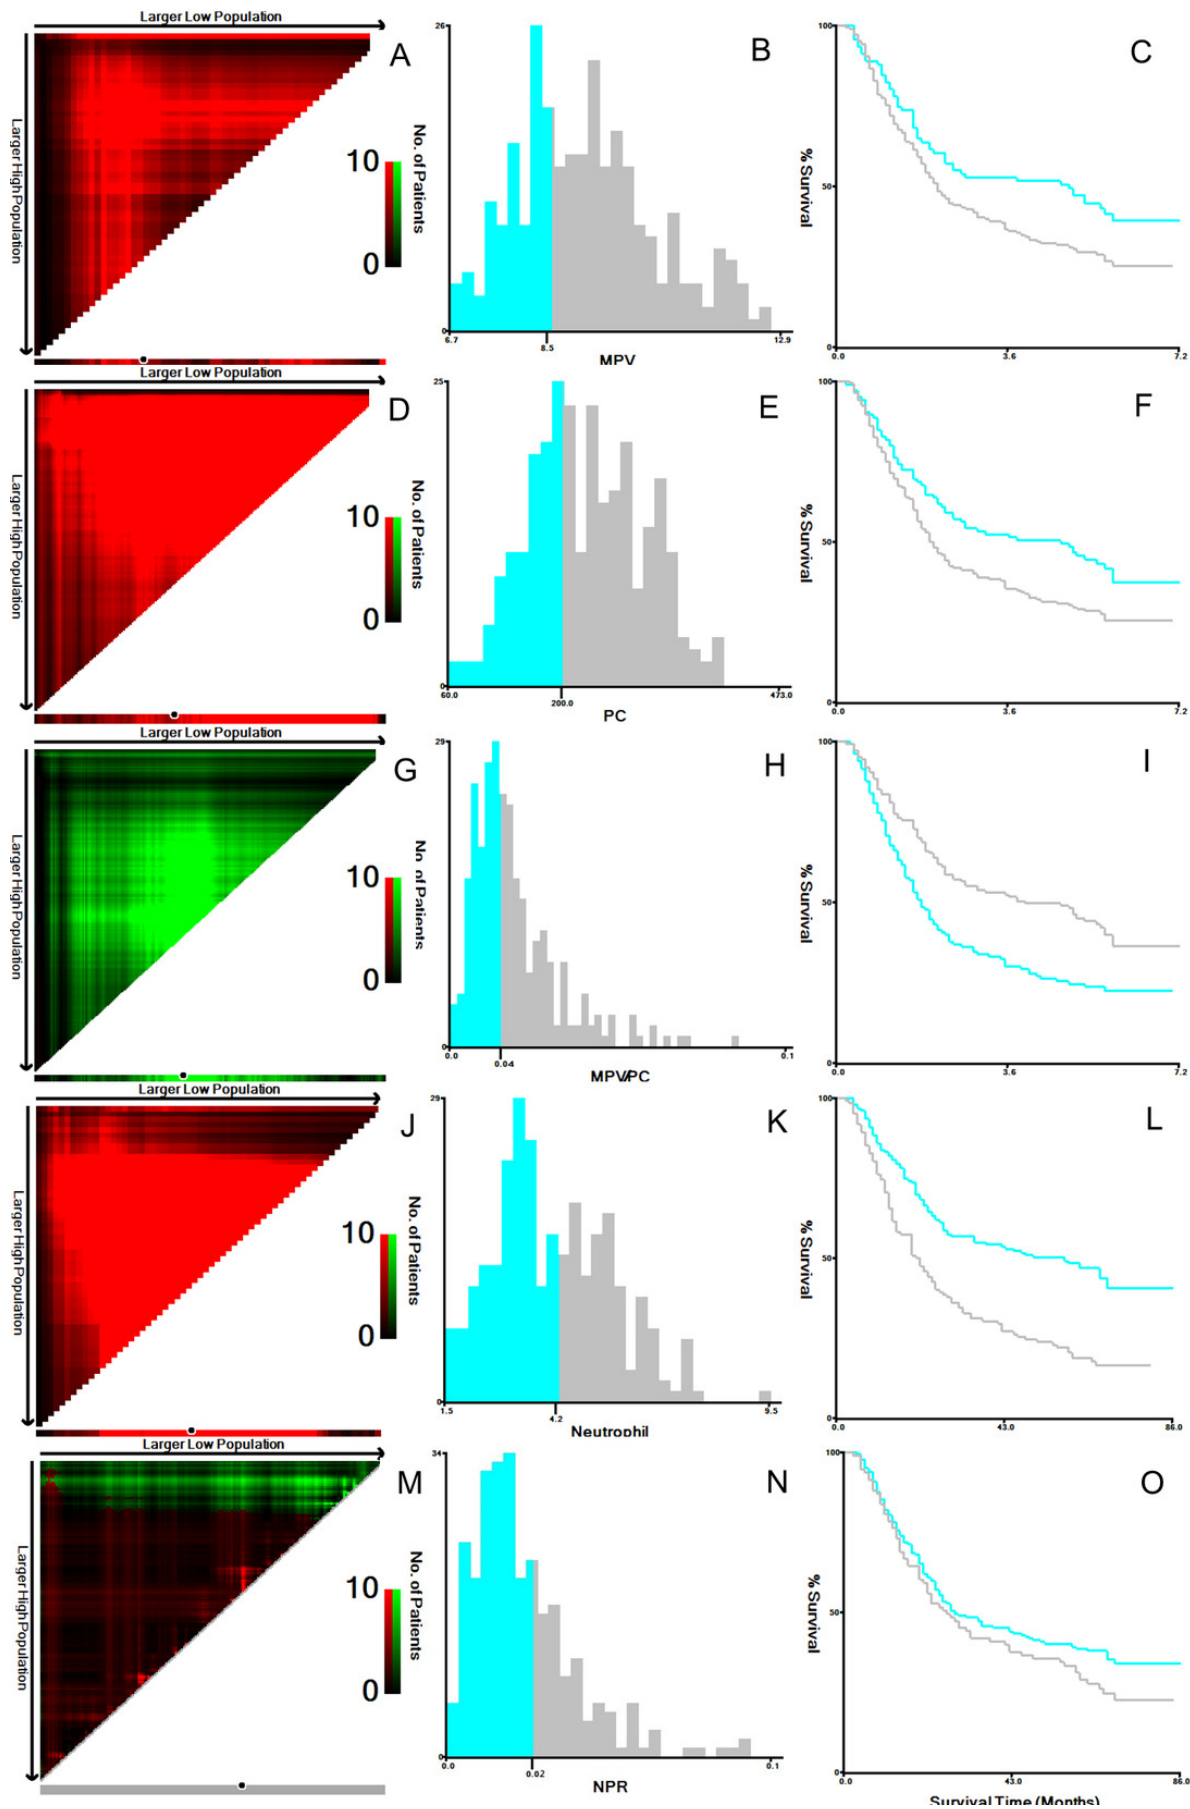 Larger Low Population
Larger High Population
A
No. of Patients
10
0
26
0
6.7
8.5
12.9
MPV
B
100
50
0
% Survival
0.0
3.6
7.2
C
Larger Low Population
Larger High Population
D
No. of Patients
10
0
25
0
60.0
200.0
473.0
PC
E
100
50
0
% Survival
0.0
3.6
7.2
F
Larger Low Population
Larger High Population
G
No. of Patients
10
0
29
0
0.0
0.04
0.1
MPV/PC
H
100
50
0
% Survival
0.0
3.6
7.2
I
Larger Low Population
Larger High Population
J
No. of Patients
10
0
29
0
1.5
4.2
9.5
Neutrophil
K
100
50
0
% Survival
0.0
43.0
86.0
L
Larger Low Population
Larger High Population
M
No. of Patients
10
0
34
0
0.0
0.02
0.1
NPR
N
100
50
0
% Survival
0.0
43.0
86.0
Survival Time (Months)
O